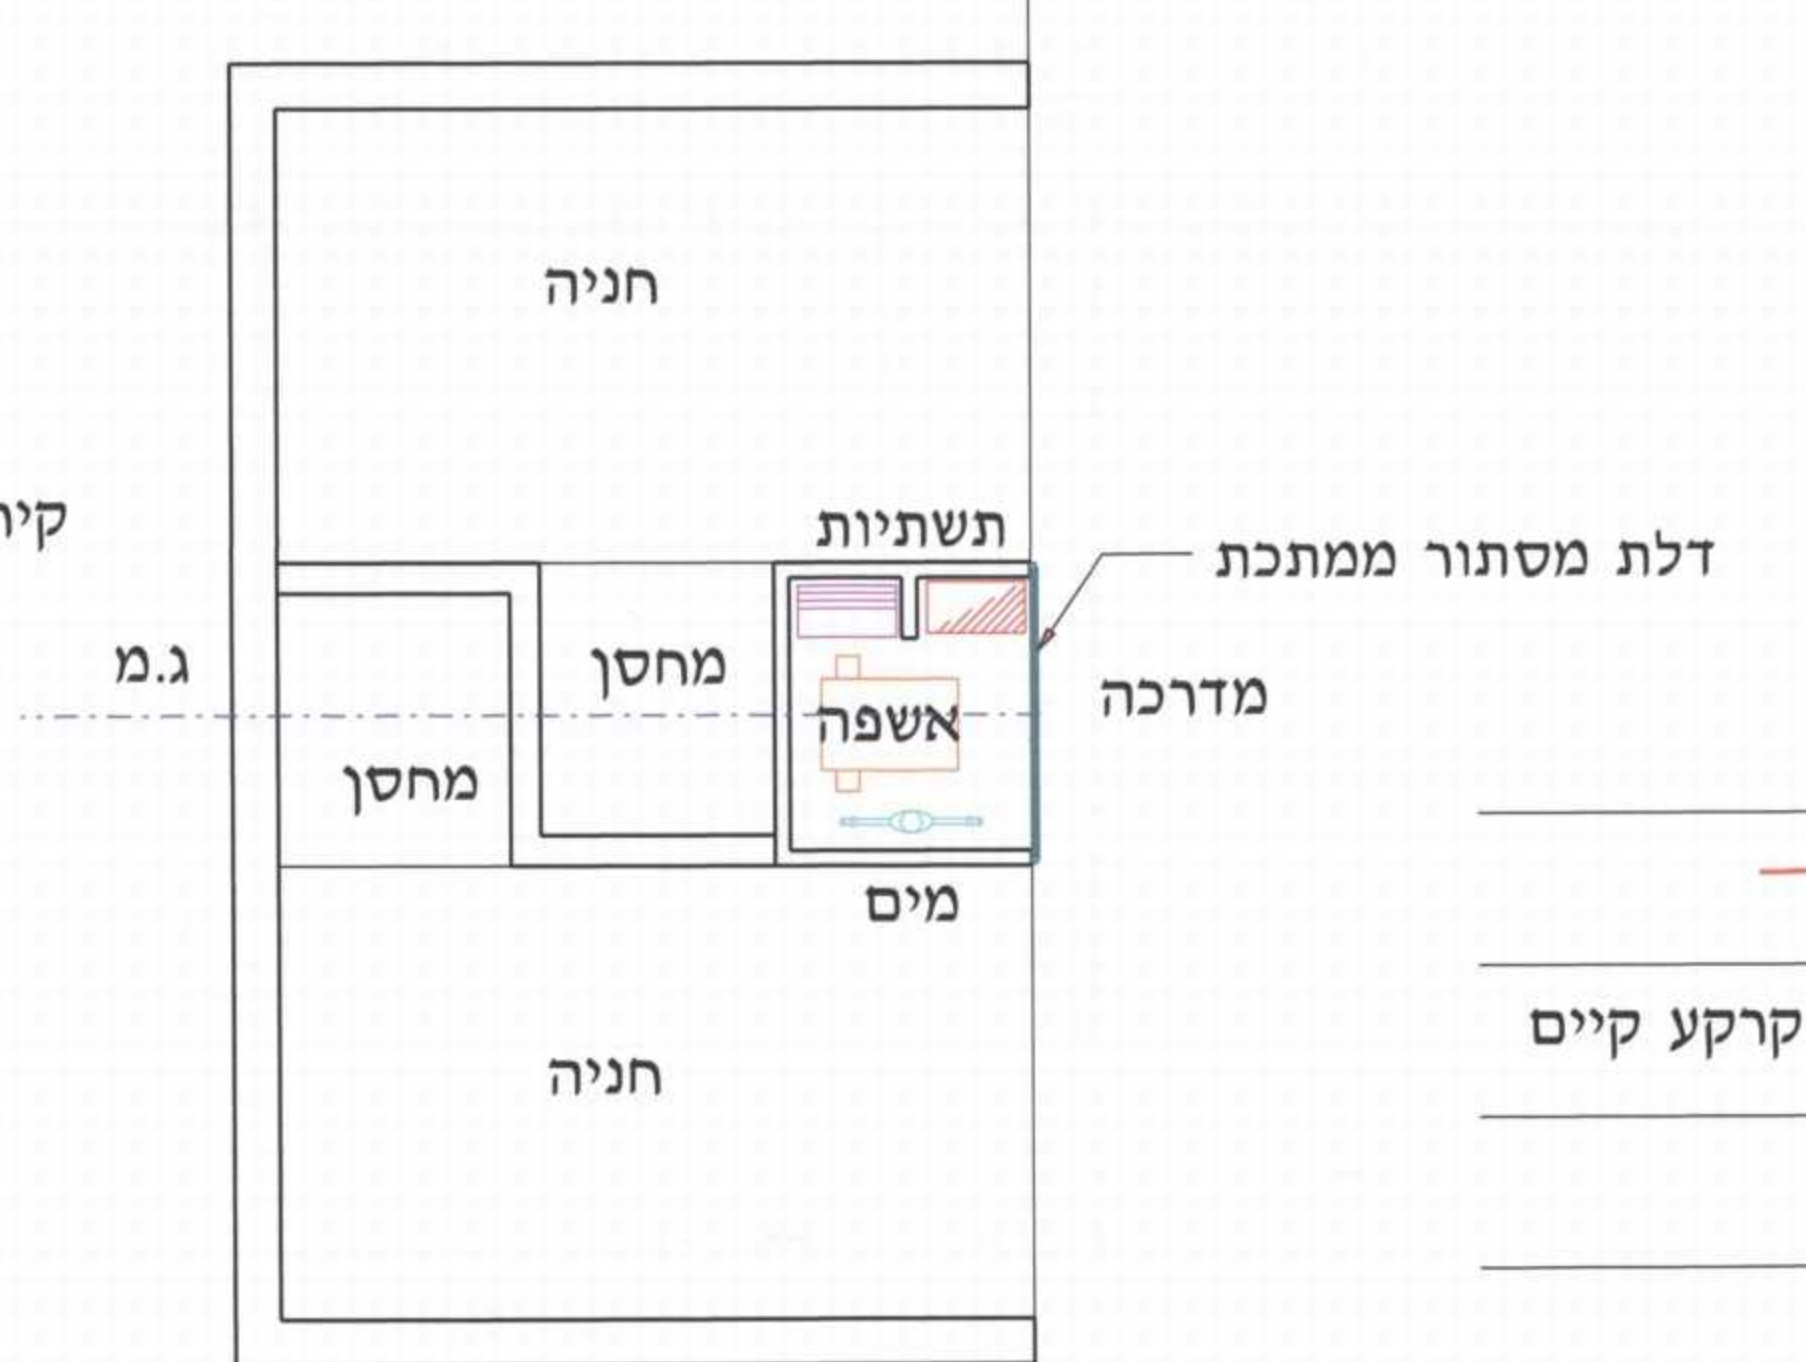 חניה
תשתיות
דלת מסתור ממתכת
מחסן
ג.מ
מדרכה
אשפה
מחסן
מים
קרקע קיים
חניה